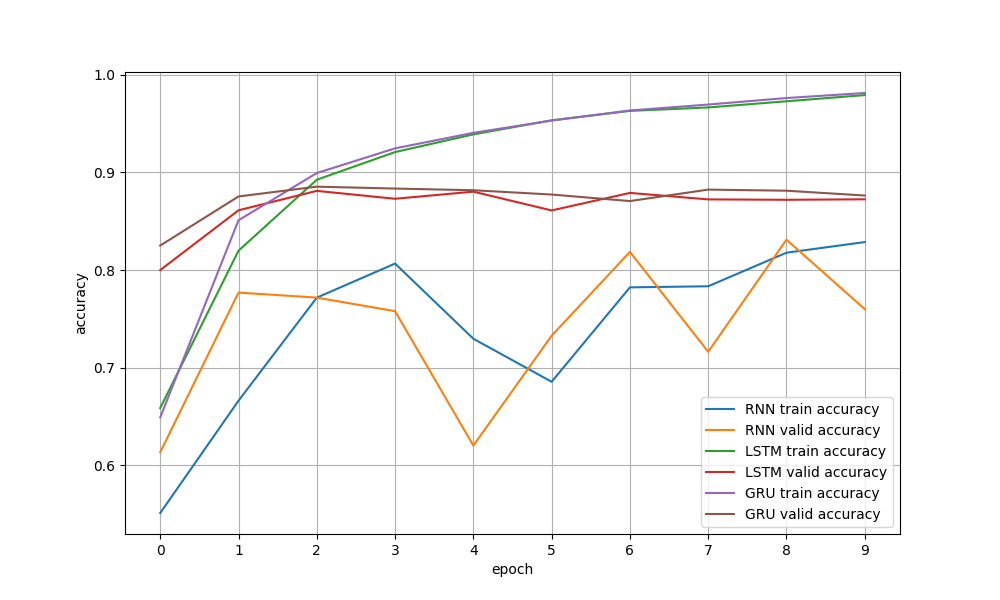 1.0
0.9
0.8
0.7
0.6
accuracy
0 1 2 3 4 5 6 7 8 9
epoch
RNN train accuracy
RNN valid accuracy
LSTM train accuracy
LSTM valid accuracy
GRU train accuracy
GRU valid accuracy